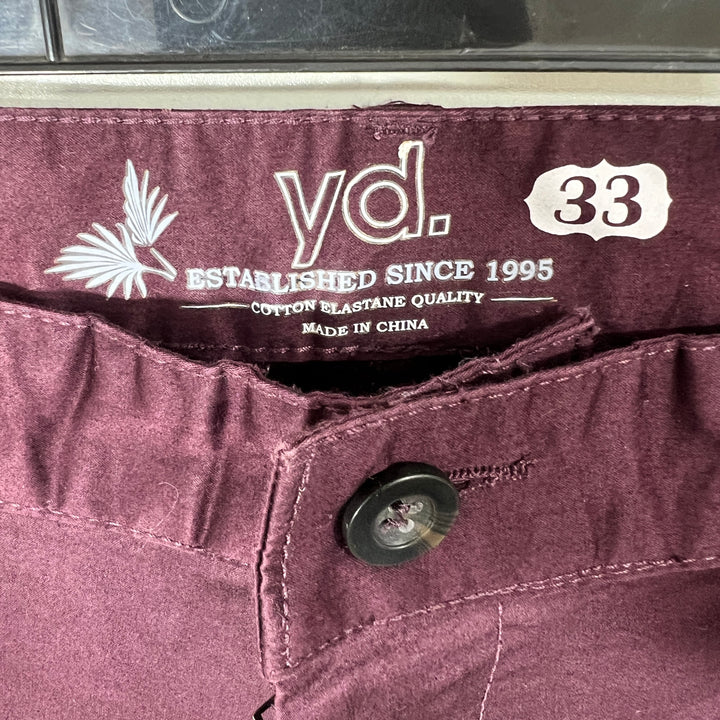 yd.
33
ESTABLISHED SINCE 1995
COTTON ELASTANE QUALITY
MADE IN CHINA